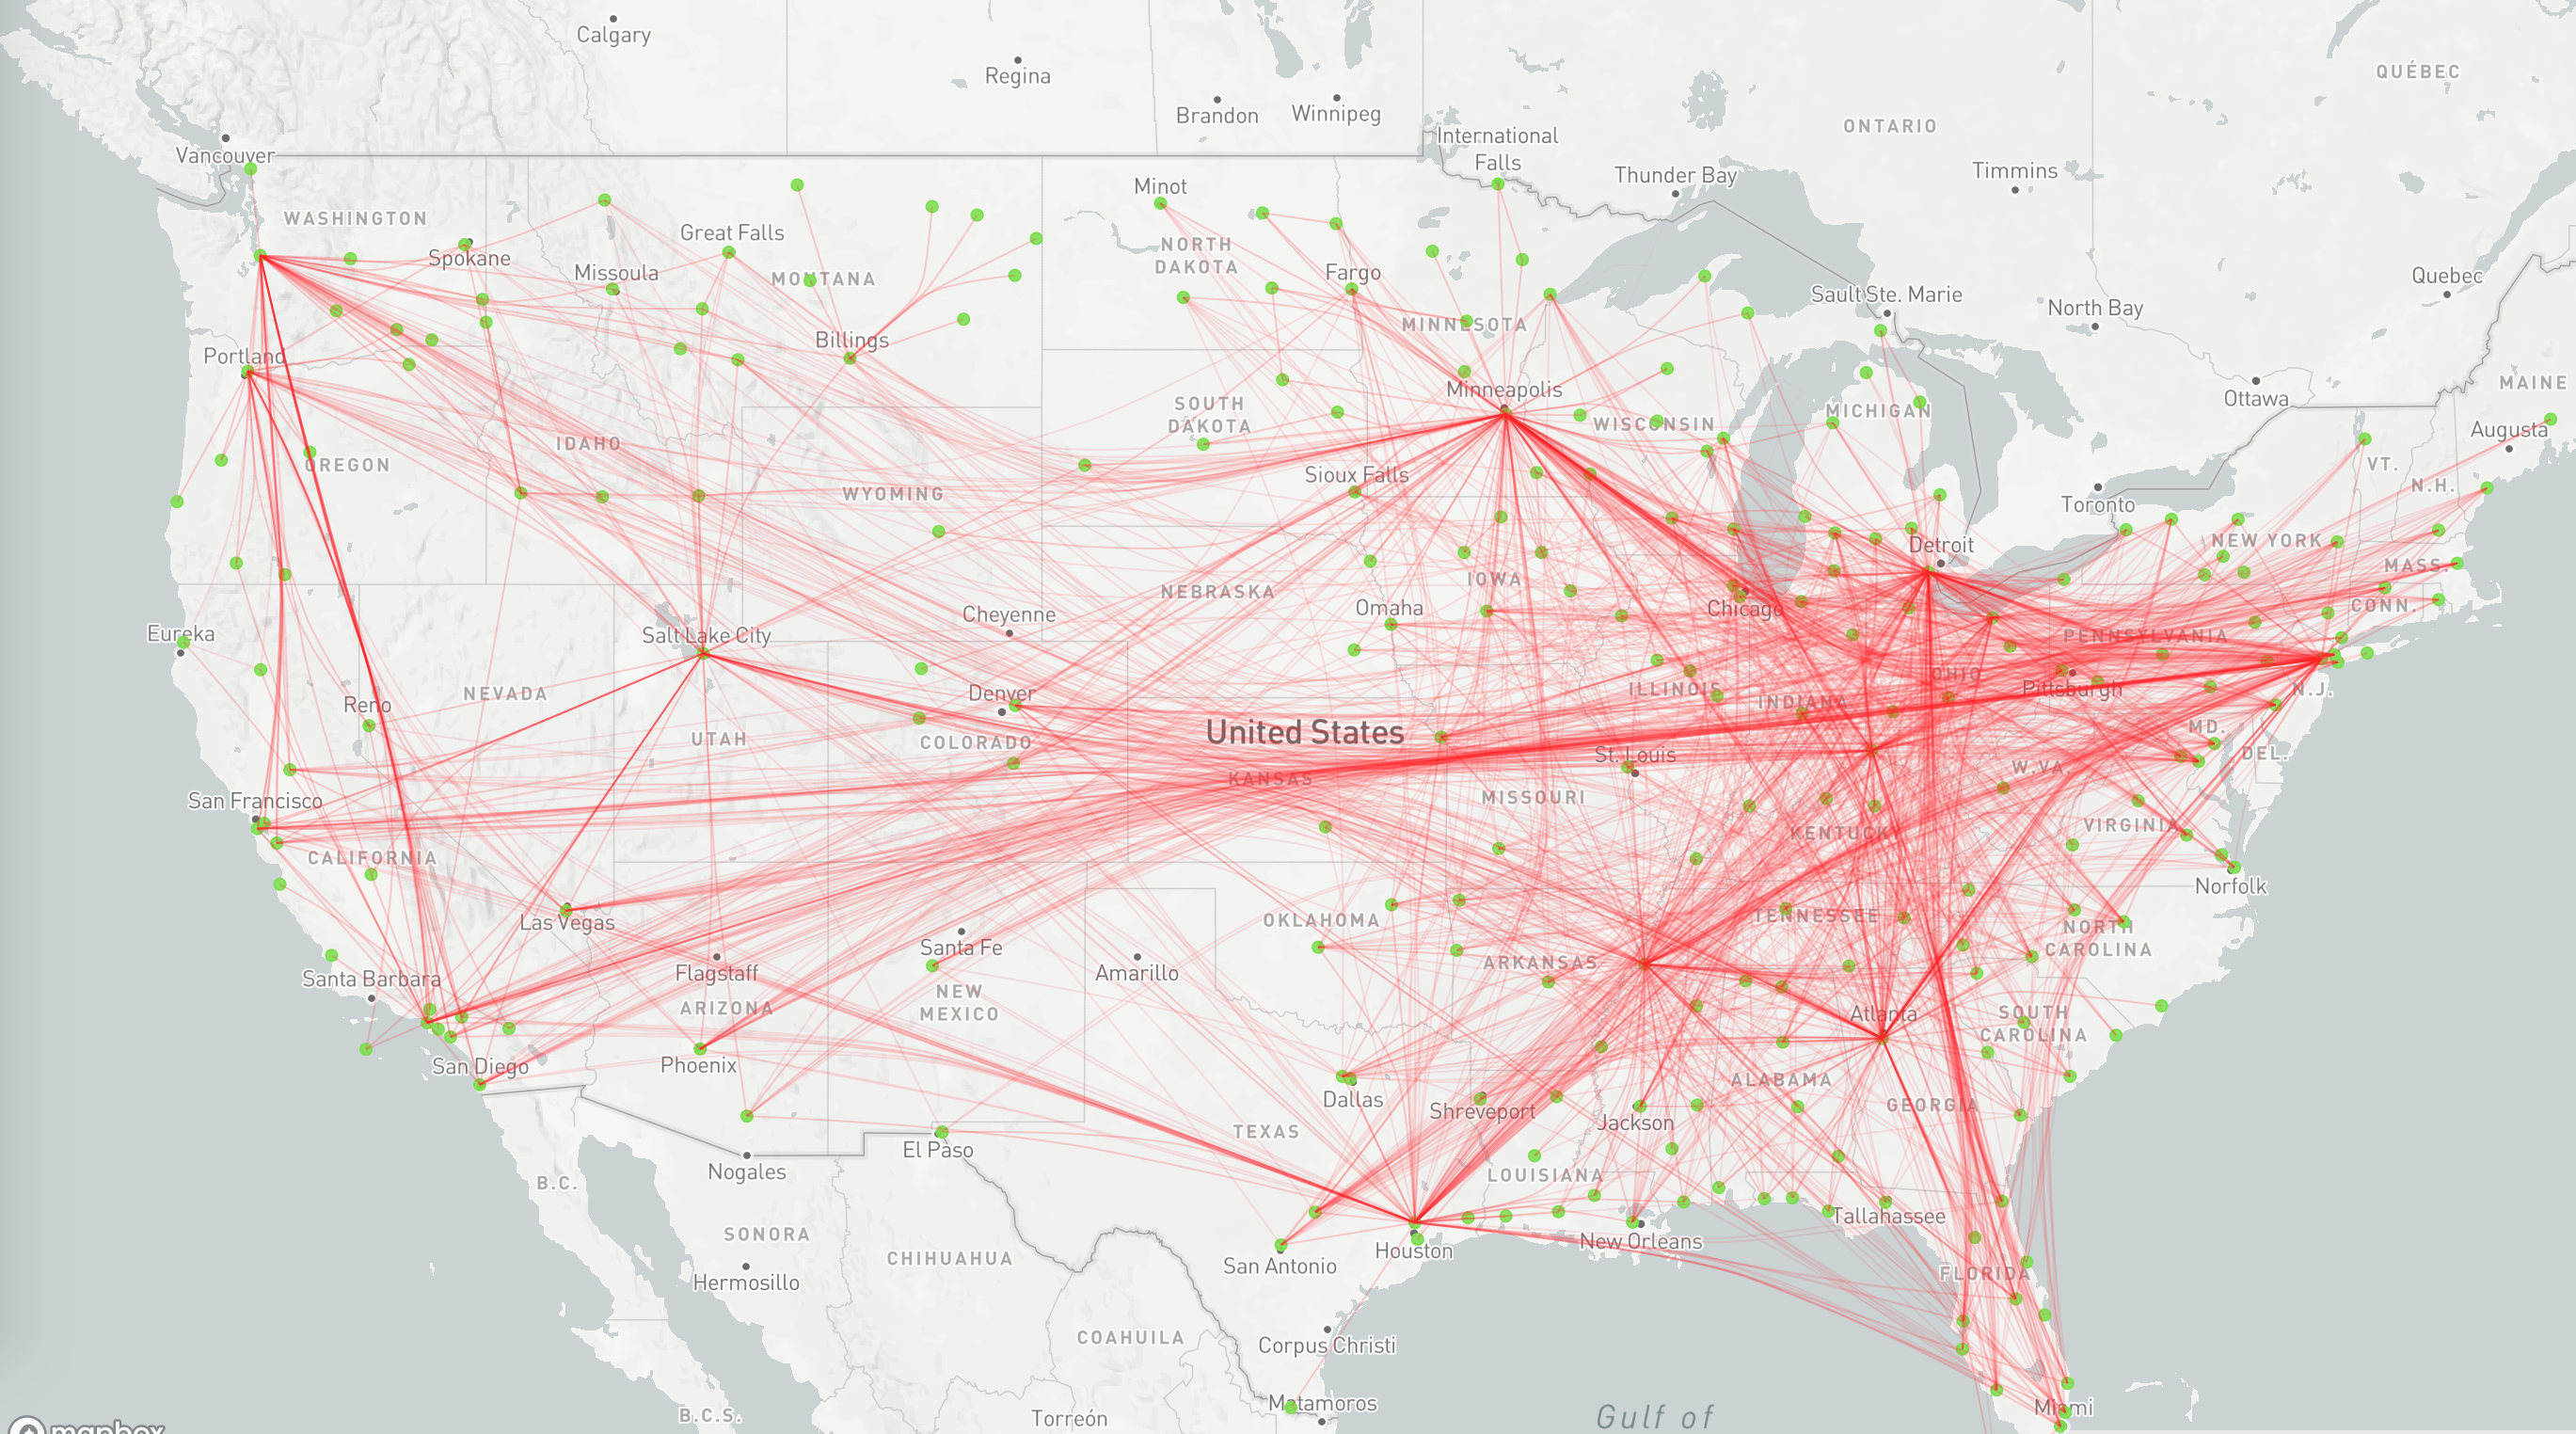 Calgary
Regina
QUÉBEC
Brandon
Winnipeg
International
Falls
ONTARIO
Vancouver
Thunder Bay
Timmins
Minot
WASHINGTON
Great Falls
Spokane
Missoula
MONTANA
NORTH
DAKOTA
Fargo
Quebec
Sault Ste. Marie
North Bay
MINNESOTA
Billings
Portland
MAINE
Minneapolis
Ottawa
SOUTH
DAKOTA
WISCONSIN
MICHIGAN
Augusta
IDAHO
OREGON
VT.
Sioux Falls
N.H.
WYOMING
Toronto
NEW YORK
Detroit
MASS.
IOWA
NEBRASKA
Omaha
Chicago
CONN.
Cheyenne
Eureka
Salt Lake City
PENNSYLVANIA
OHIO
NEVADA
Denver
ILLINOIS
Pittsburgh
N.J.
INDIANA
Reno
United States
MD.
UTAH
COLORADO
St. Louis
DEL.
W.VA.
KANSAS
San Francisco
MISSOURI
VIRGINIA
KENTUCKY
CALIFORNIA
Norfolk
Las Vegas
OKLAHOMA
TENNESSEE
NORTH
CAROLINA
Santa Fe
Flagstaff
Amarillo
ARKANSAS
Santa Barbara
NEW
MEXICO
ARIZONA
Atlanta
SOUTH
CAROLINA
San Diego
Phoenix
ALABAMA
Dallas
Shreveport
GEORGIA
Jackson
TEXAS
El Paso
Nogales
LOUISIANA
B.C.
Tallahassee
SONORA
New Orleans
Houston
CHIHUAHUA
San Antonio
FLORIDA
Hermosillo
COAHUILA
Corpus Christi
Matamoros
Miami
B.C.S.
Torreón
Gulf of
mapbox